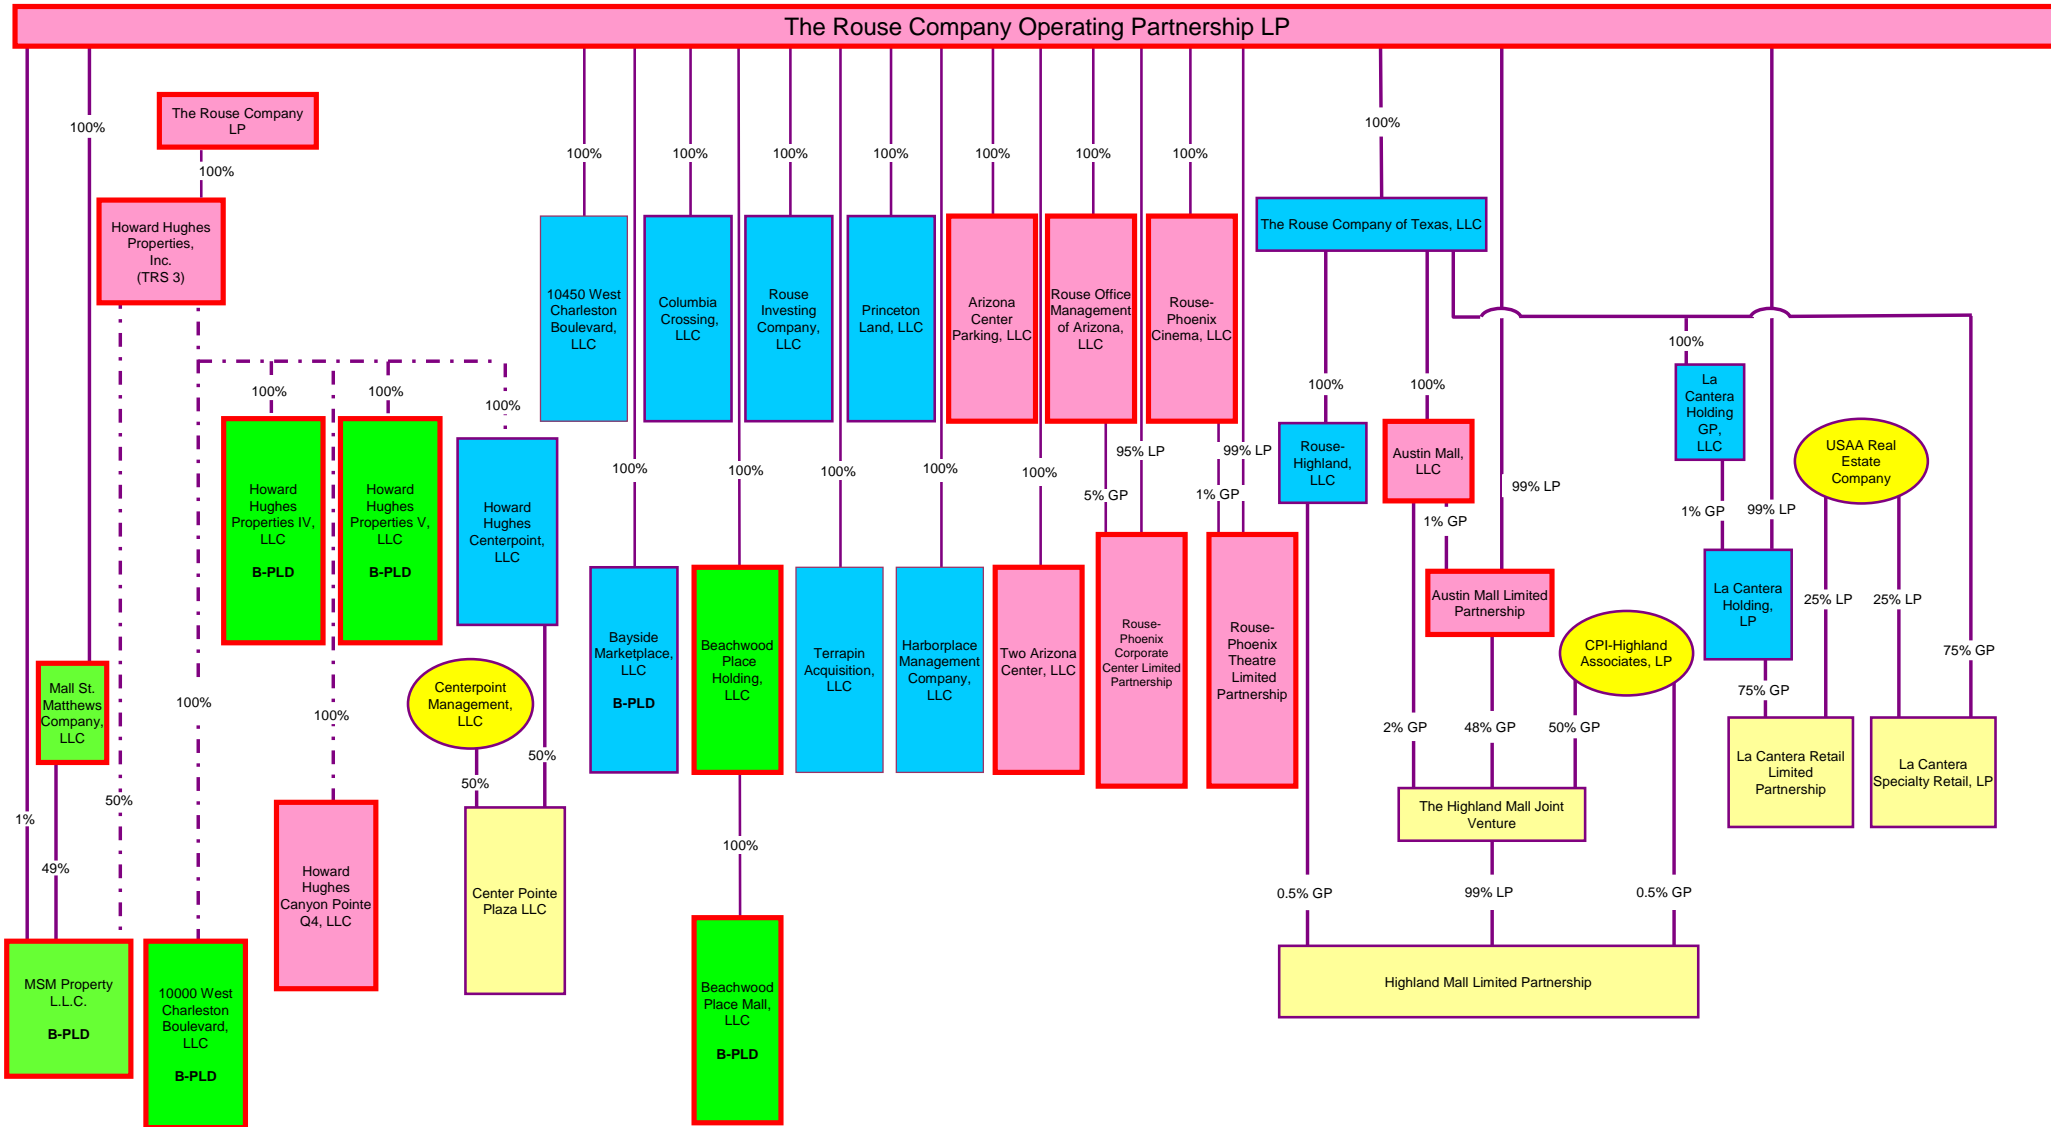 The Rouse Company Operating Partnership LP
The Rouse Company
LP
100%
100%
100%
Howard Hughes
Properties,
Inc.
(TRS 3)
100%
100%
100%
100%
100%
100%
100%
100%
The Rouse Company of Texas, LLC
10450 West
Charleston
Boulevard,
LLC
Columbia
Crossing,
LLC
Rouse
Investing
Company,
LLC
Princeton
Land, LLC
Arizona
Center
Parking, LLC
Rouse Office
Management
of Arizona,
LLC
Rouse-
Phoenix
Cinema, LLC
100%
100%
100%
100%
100%
100%
La
Cantera
Holding
GP,
LLC
Howard
Hughes
Properties IV,
LLC
B-PLD
Howard
Hughes
Properties V,
LLC
B-PLD
Howard
Hughes
Centerpoint,
LLC
100%
100%
100%
100%
100%
95% LP
99% LP
5% GP
1% GP
Rouse-
Highland,
LLC
Austin Mall,
LLC
99% LP
1% GP
1% GP
99% LP
USAA Real
Estate
Company
Bayside
Marketplace,
LLC
B-PLD
Beachwood
Place
Holding,
LLC
Terrapin
Acquisition,
LLC
Harborplace
Management
Company,
LLC
Two Arizona
Center, LLC
Rouse-
Phoenix
Corporate
Center Limited
Partnership
Rouse-
Phoenix
Theatre
Limited
Partnership
Austin Mall Limited
Partnership
CPI-Highland
Associates, LP
La Cantera
Holding,
LP
25% LP
25% LP
75% GP
75% GP
Mall St.
Matthews
Company,
LLC
100%
100%
Centerpoint
Management,
LLC
50%
50%
2% GP
48% GP
50% GP
La Cantera Retail
Limited
Partnership
La Cantera
Specialty Retail, LP
1%
50%
49%
The Highland Mall Joint
Venture
100%
Howard
Hughes
Canyon Pointe
Q4, LLC
Center Pointe
Plaza LLC
0.5% GP
99% LP
0.5% GP
MSM Property
L.L.C.
B-PLD
10000 West
Charleston
Boulevard,
LLC
B-PLD
Beachwood
Place Mall,
LLC
B-PLD
Highland Mall Limited Partnership